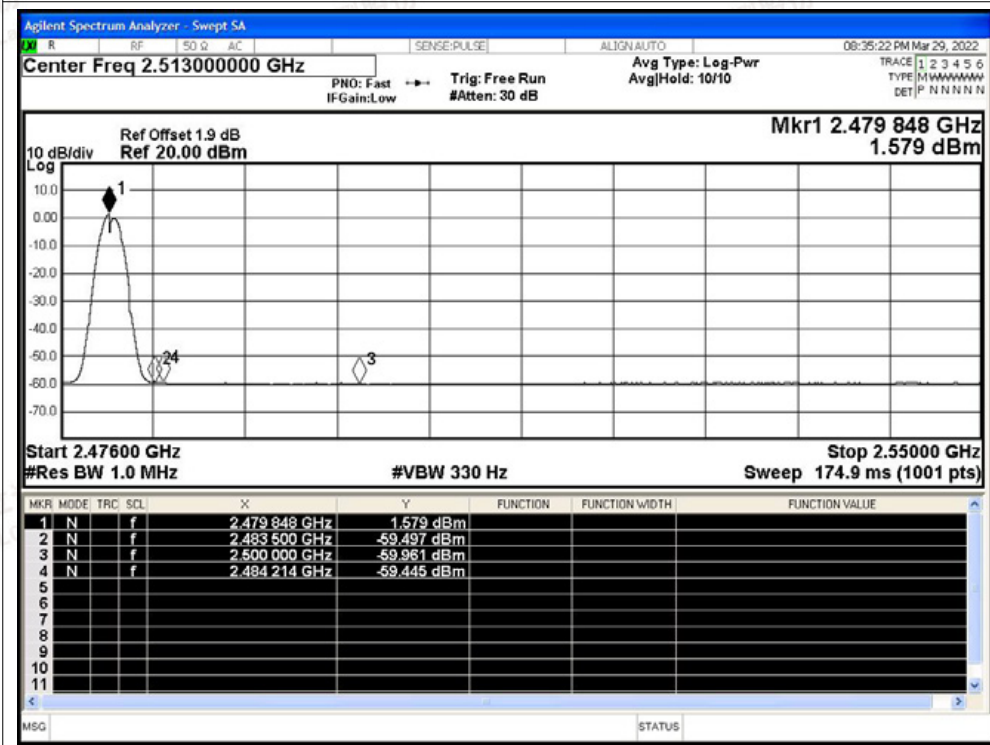 Agilent Spectrum Analyzer - Swept SA
LXI R RF 50 Ω AC SENSE:PULSE ALIGNAUTO 08:35:22 PM Mar 29, 2022
Center Freq 2.513000000 GHz
PNO: Fast
IFGain:Low
Trig: Free Run
#Atten: 30 dB
Avg Type: Log-Pwr
Avg|Hold: 10/10
TRACE 1 2 3 4 5 6
TYPE M W W W W W
DET P N N N N N
Mkr1 2.479 848 GHz
1.579 dBm
Ref Offset 1.9 dB
10 dB/div Ref 20.00 dBm
Log
10.0
0.00
-10.0
-20.0
-30.0
-40.0
-50.0
-60.0
-70.0
1
2 4
3
Start 2.47600 GHz Stop 2.55000 GHz
#Res BW 1.0 MHz #VBW 330 Hz Sweep 174.9 ms (1001 pts)
MKR MODE TRC SCL X Y FUNCTION FUNCTION WIDTH FUNCTION VALUE
1 N f 2.479 848 GHz 1.579 dBm
2 N f 2.483 500 GHz -59.497 dBm
3 N f 2.500 000 GHz -59.961 dBm
4 N f 2.484 214 GHz -59.445 dBm
5
6
7
8
9
10
11
MSG STATUS